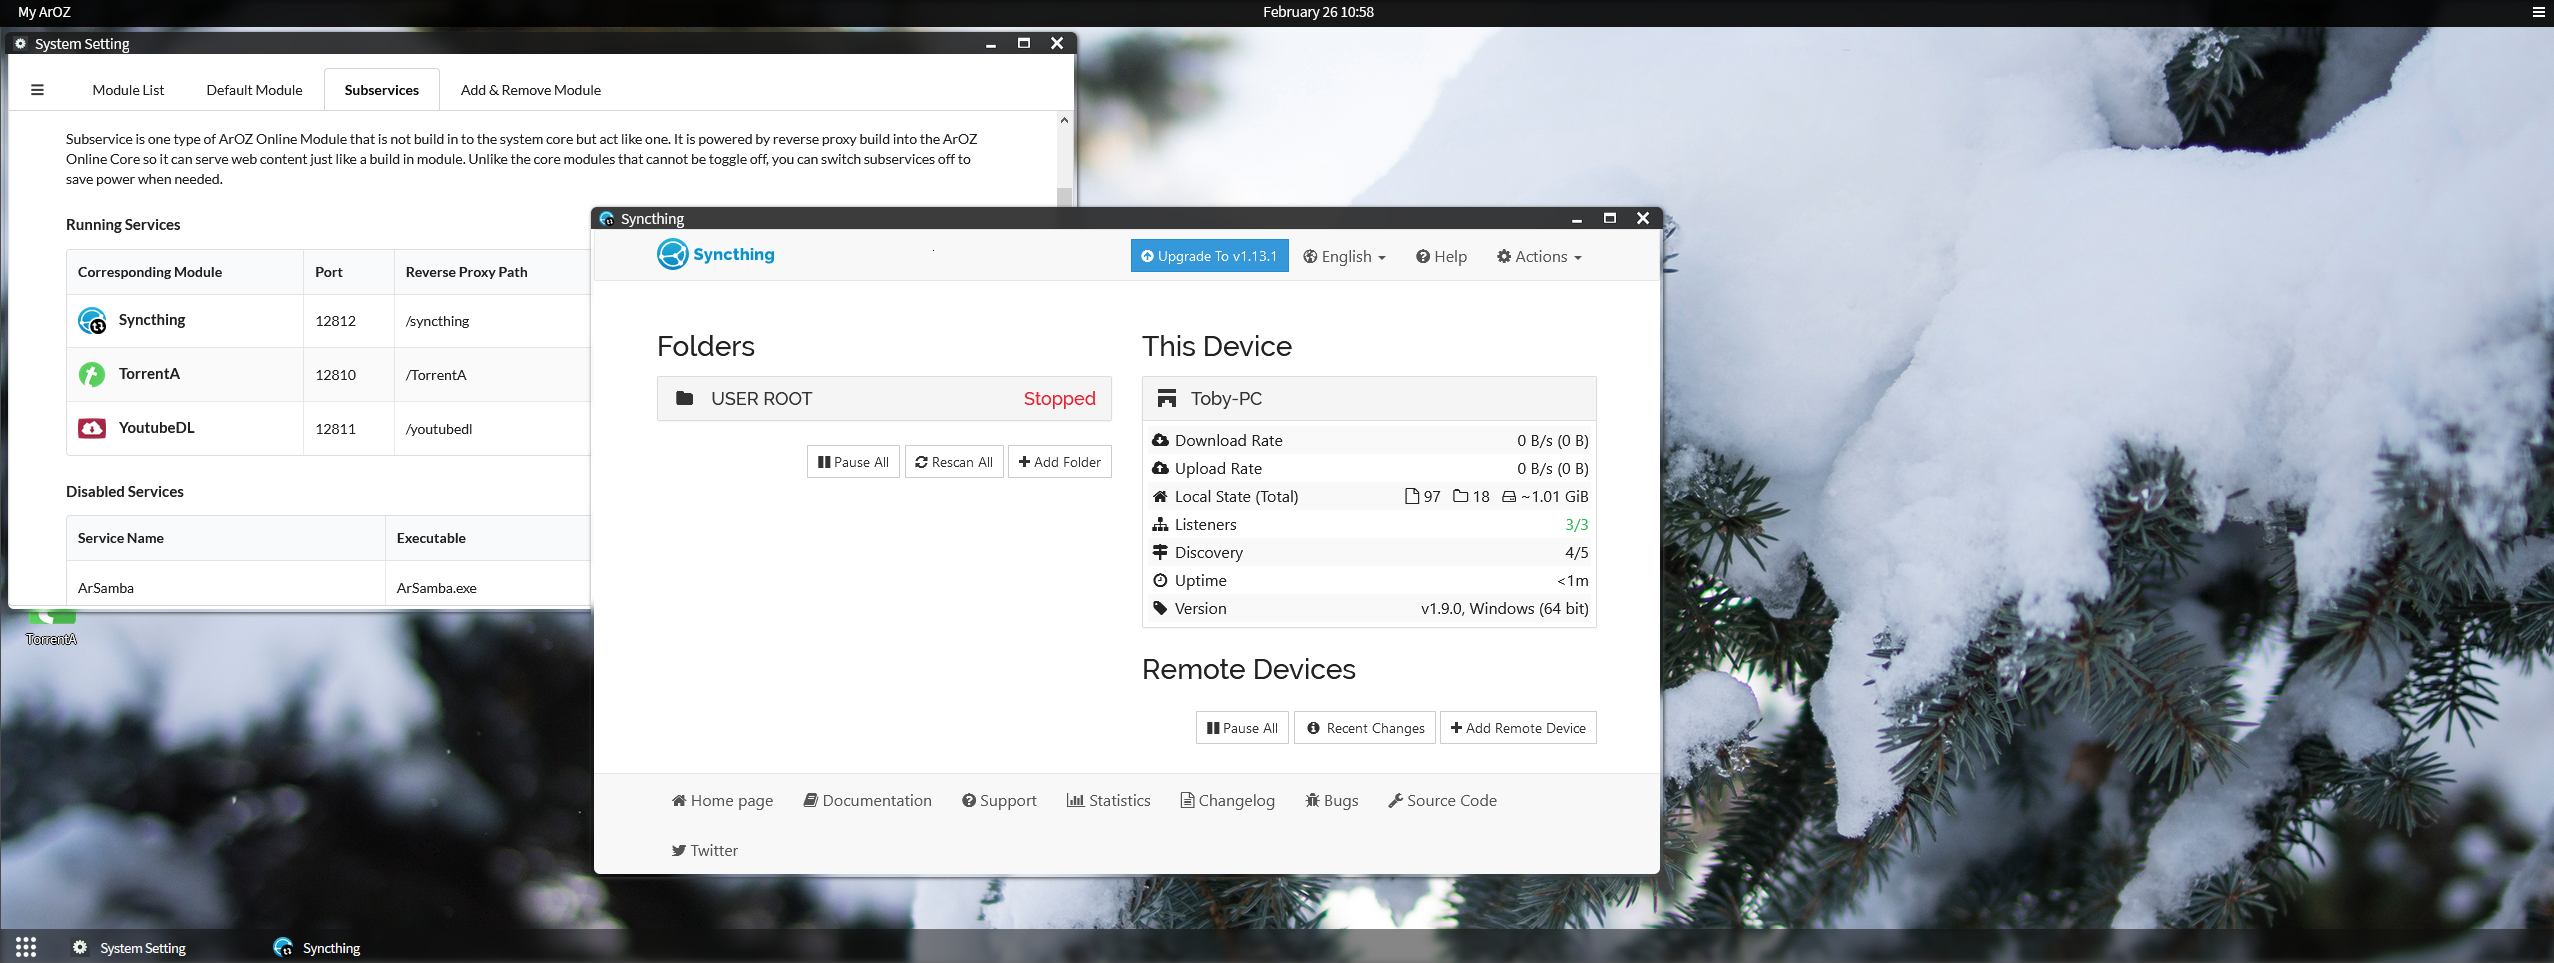 My ArOZ
February 26 10:58
System Setting
Module List
Default Module
Subservices
Add & Remove Module
Subservice is one type of ArOZ Online Module that is not build in to the system core but act like one. It is powered by reverse proxy build into the ArOZ
Online Core so it can serve web content just like a build in module. Unlike the core modules that cannot be toggle off, you can switch subservices off to
save power when needed.
Running Services
Corresponding Module Port Reverse Proxy Path
Syncthing 12812 /syncthing
TorrentA 12810 /TorrentA
YoutubeDL 12811 /youtubedl
Disabled Services
Service Name Executable
ArSamba ArSamba.exe
TorrentA
Syncthing
Syncthing
Upgrade To v1.13.1
English
Help
Actions
Folders
USER ROOT Stopped
Pause All
Rescan All
Add Folder
This Device
Toby-PC
Download Rate 0 B/s (0 B)
Upload Rate 0 B/s (0 B)
Local State (Total) 97 18 ~1.01 GiB
Listeners 3/3
Discovery 4/5
Uptime <1m
Version v1.9.0, Windows (64 bit)
Remote Devices
Pause All
Recent Changes
Add Remote Device
Home page
Documentation
Support
Statistics
Changelog
Bugs
Source Code
Twitter
System Setting
Syncthing